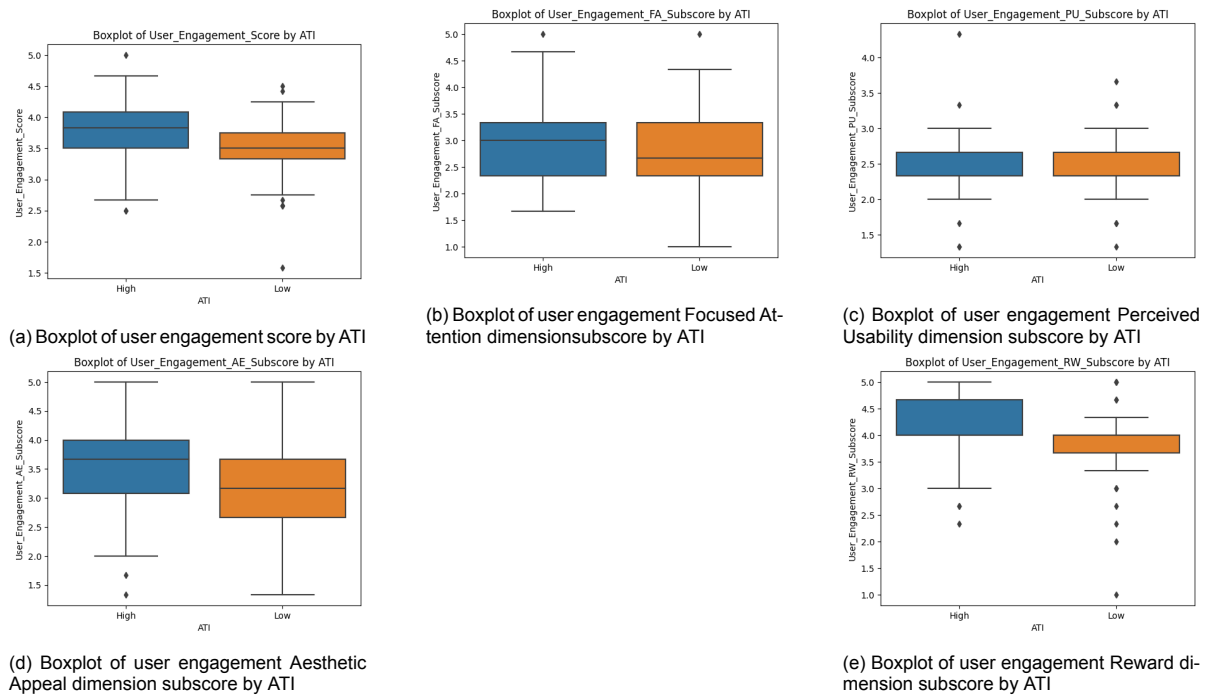 Boxplot of User_Engagement_Score by ATI
User_Engagement_Score
5.0
4.5
4.0
3.5
3.0
2.5
2.0
1.5
High
Low
ATI
(a) Boxplot of user engagement score by ATI
Boxplot of User_Engagement_FA_Subscore by ATI
User_Engagement_FA_Subscore
5.0
4.5
4.0
3.5
3.0
2.5
2.0
1.5
1.0
High
Low
ATI
(b) Boxplot of user engagement Focused At-
tention dimensionsubscore by ATI
Boxplot of User_Engagement_PU_Subscore by ATI
User_Engagement_PU_Subscore
4.0
3.5
3.0
2.5
2.0
1.5
High
Low
ATI
(c) Boxplot of user engagement Perceived
Usability dimension subscore by ATI
Boxplot of User_Engagement_AE_Subscore by ATI
User_Engagement_AE_Subscore
5.0
4.5
4.0
3.5
3.0
2.5
2.0
1.5
High
Low
ATI
(d) Boxplot of user engagement Aesthetic
Appeal dimension subscore by ATI
Boxplot of User_Engagement_RW_Subscore by ATI
User_Engagement_RW_Subscore
5.0
4.5
4.0
3.5
3.0
2.5
2.0
1.5
1.0
High
Low
ATI
(e) Boxplot of user engagement Reward di-
mension subscore by ATI